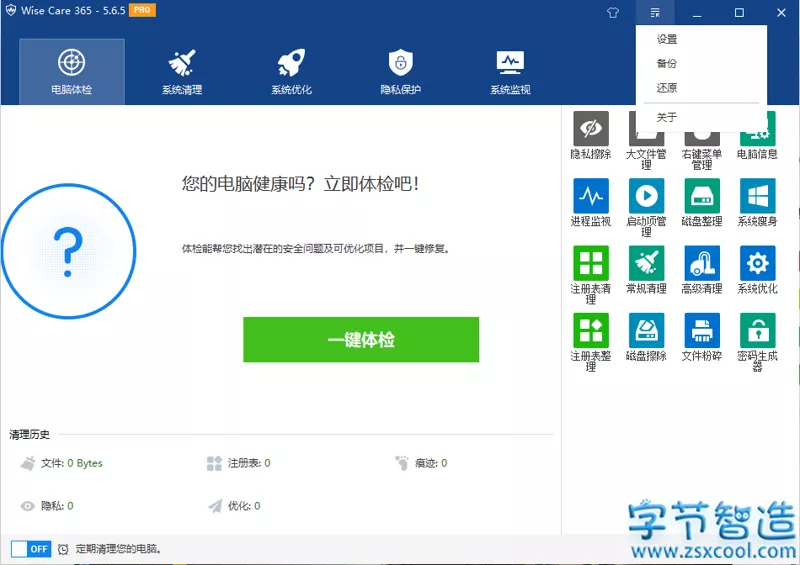 Wise Care 365 - 5.6.5 PRO
电脑体检
系统清理
系统优化
隐私保护
系统监视
设置
备份
还原
关于
您的电脑健康吗？立即体检吧！
体检能帮您找出潜在的安全问题及可优化项目，并一键修复。
一键体检
隐私擦除
大文件管
理
右键菜单
管理
电脑信息
进程监视
启动项管
理
磁盘整理
系统瘦身
注册表清
理
常规清理
高级清理
系统优化
注册表整
理
磁盘擦除
文件粉碎
密码生成
器
清理历史
文件: 0 Bytes
注册表: 0
痕迹: 0
隐私: 0
优化: 0
OFF
定期清理您的电脑。
字节智造
www.zsxcool.com